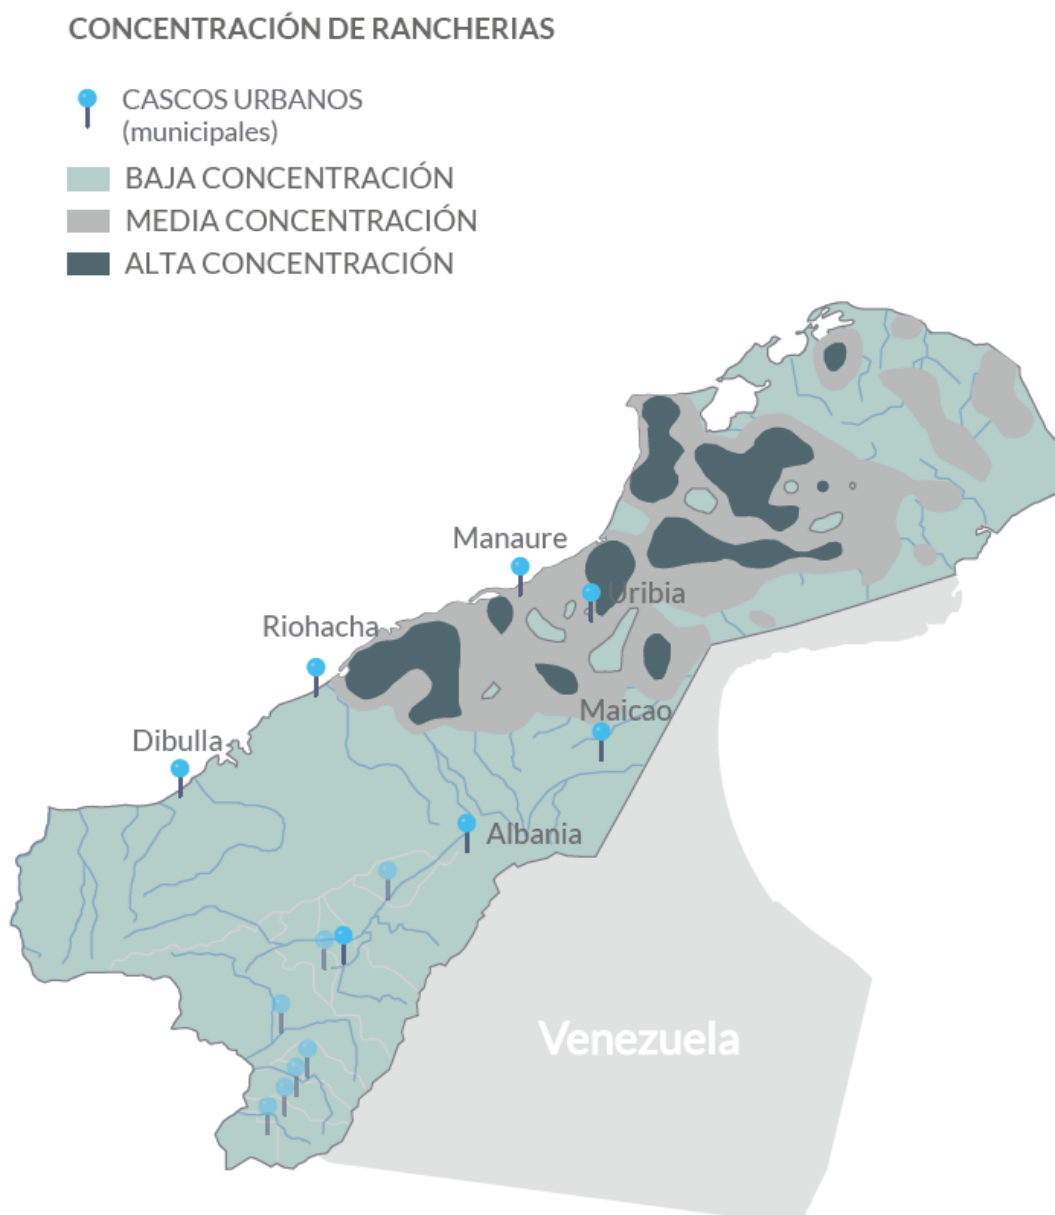 CONCENTRACIÓN DE RANCHERIAS
CASCOS URBANOS
(municipales)
BAJA CONCENTRACIÓN
MEDIA CONCENTRACIÓN
ALTA CONCENTRACIÓN
Manaure
Uribia
Riohacha
Maicao
Dibulla
Albania
Venezuela